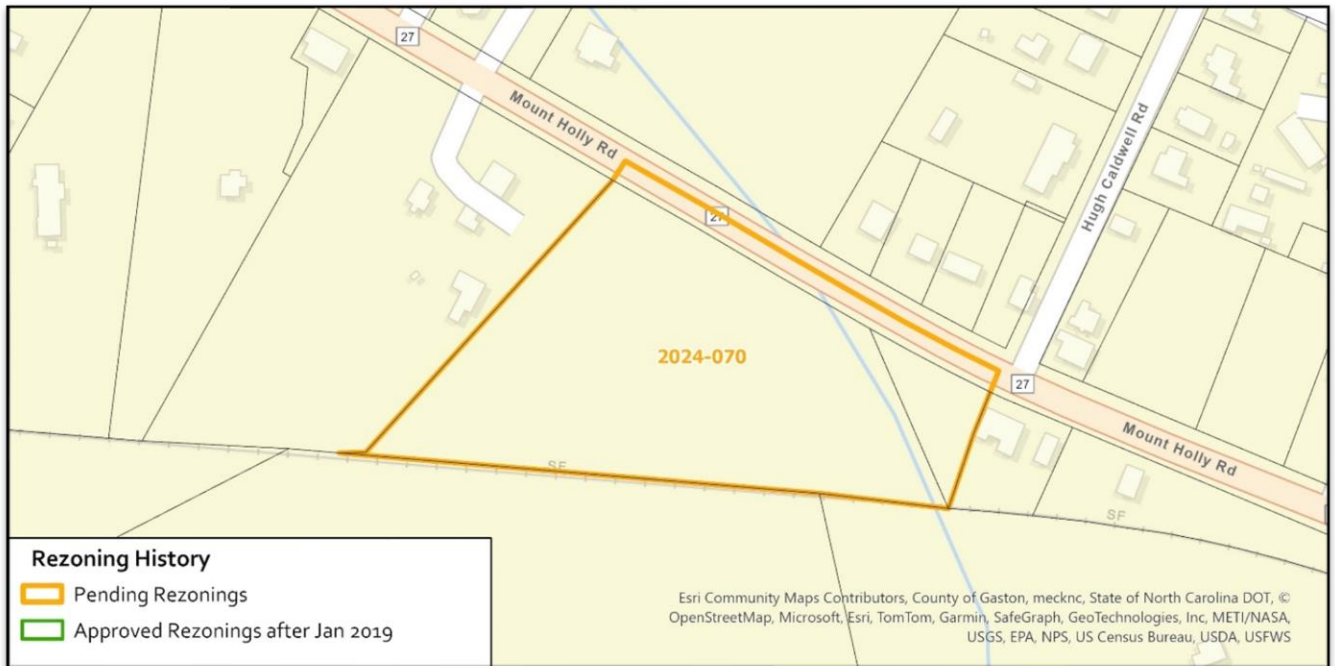 27
Mount Holly Rd
27
Hugh Caldwell Rd
2024-070
27
Mount Holly Rd
SF
SF
Rezoning History
Pending Rezonings
Approved Rezonings after Jan 2019
Esri Community Maps Contributors, County of Gaston, mecknc, State of North Carolina DOT, ©
OpenStreetMap, Microsoft, Esri, TomTom, Garmin, SafeGraph, GeoTechnologies, Inc, METI/NASA,
USGS, EPA, NPS, US Census Bureau, USDA, USFWS